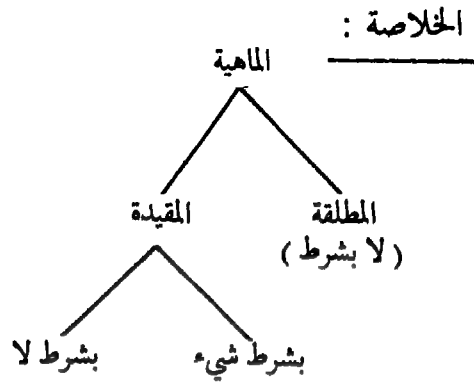 الخلاصة :
الماهية
المطلقة المقيدة
( لا بشرط )
بشرط شيء بشرط لا